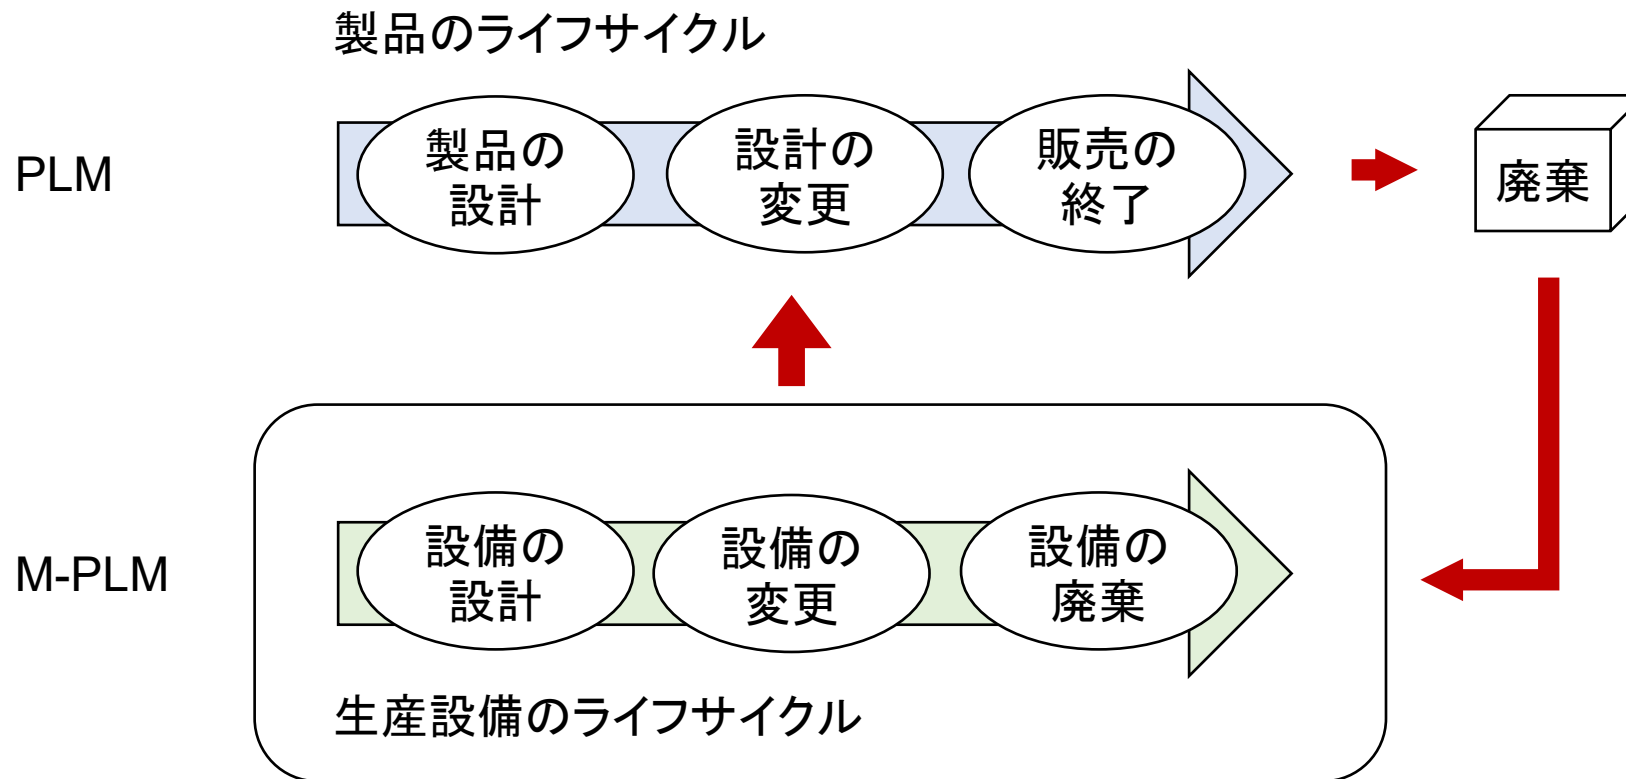 製品のライフサイクル
PLM
製品の
設計
設計の
変更
販売の
終了
廃棄
M-PLM
設備の
設計
設備の
変更
設備の
廃棄
生産設備のライフサイクル